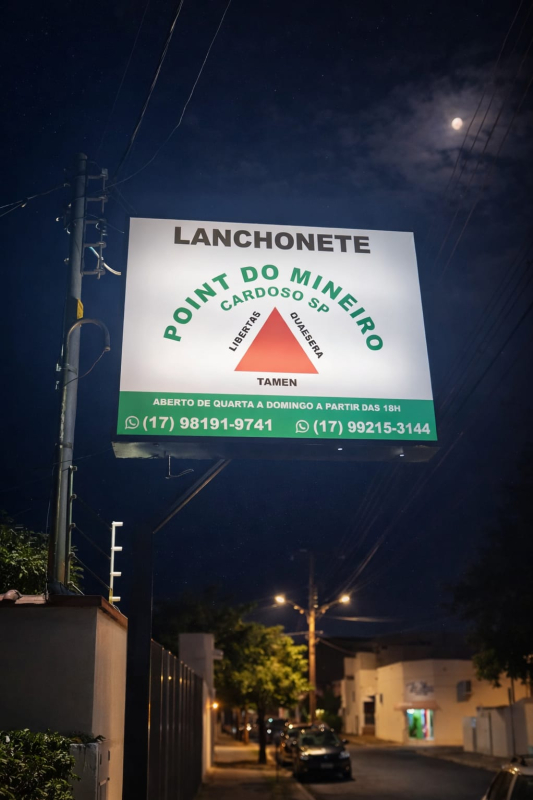 LANCHONETE
POINT DO MINEIRO
CARDOSO SP
LIBERTAS
QUAESERA
TAMEN
ABERTO DE QUARTA A DOMINGO A PARTIR DAS 18H
(17) 98191-9741 (17) 99215-3144